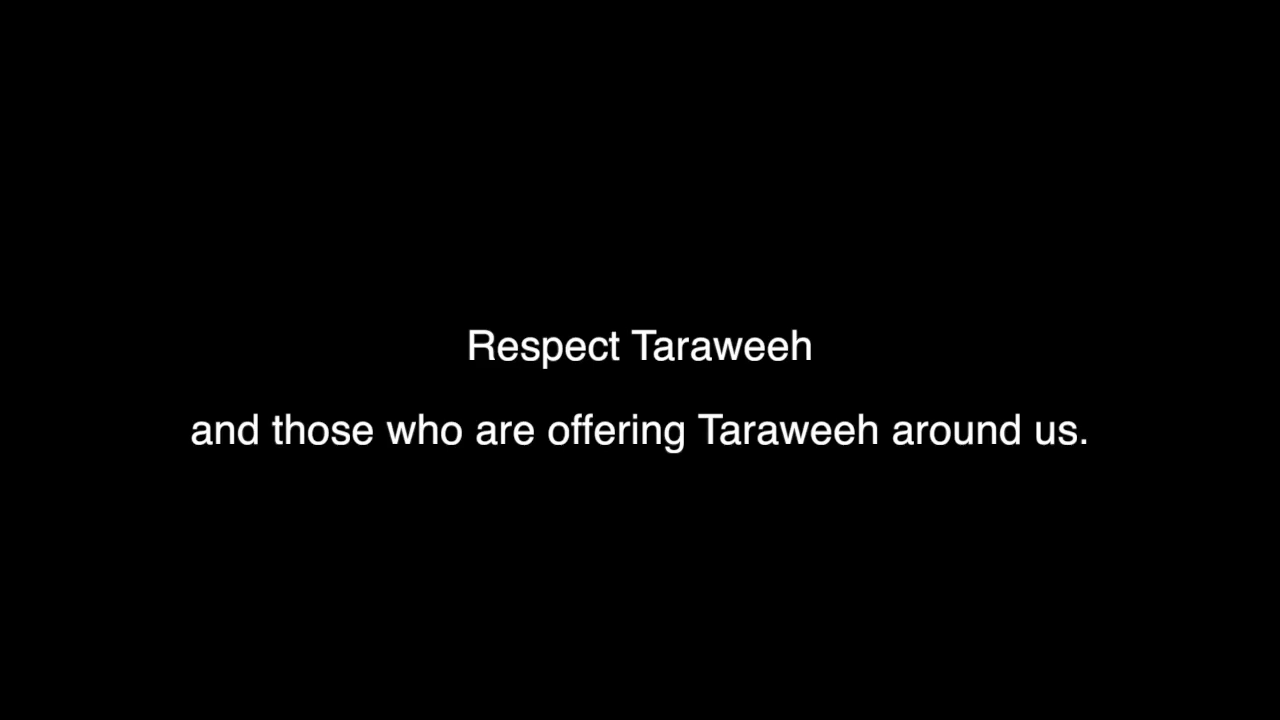 Respect Taraweeh
and those who are offering Taraweeh around us.